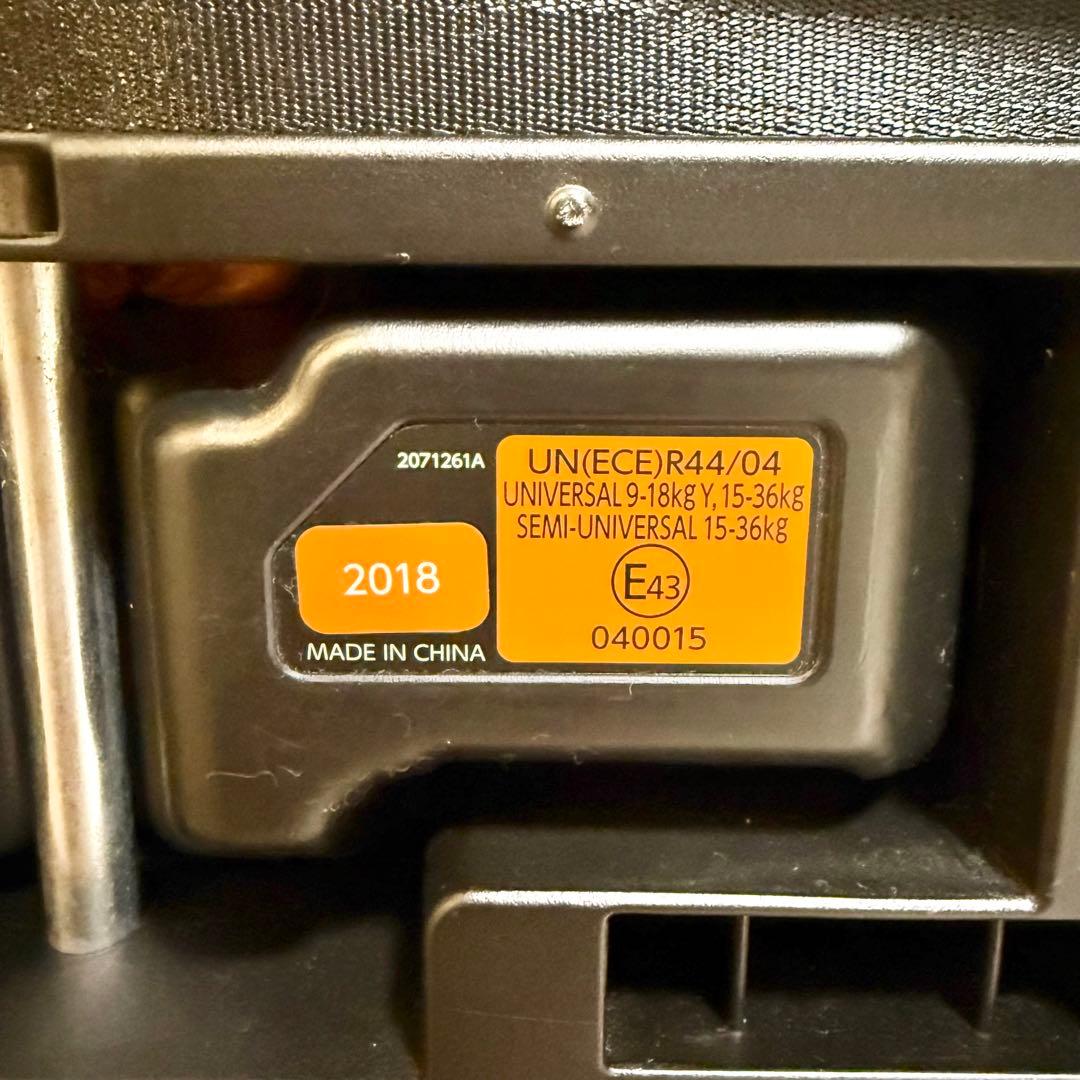 2071261A
2018
MADE IN CHINA
UN(ECE)R44/04
UNIVERSAL 9-18kg Y, 15-36kg
SEMI-UNIVERSAL 15-36kg
E43
040015